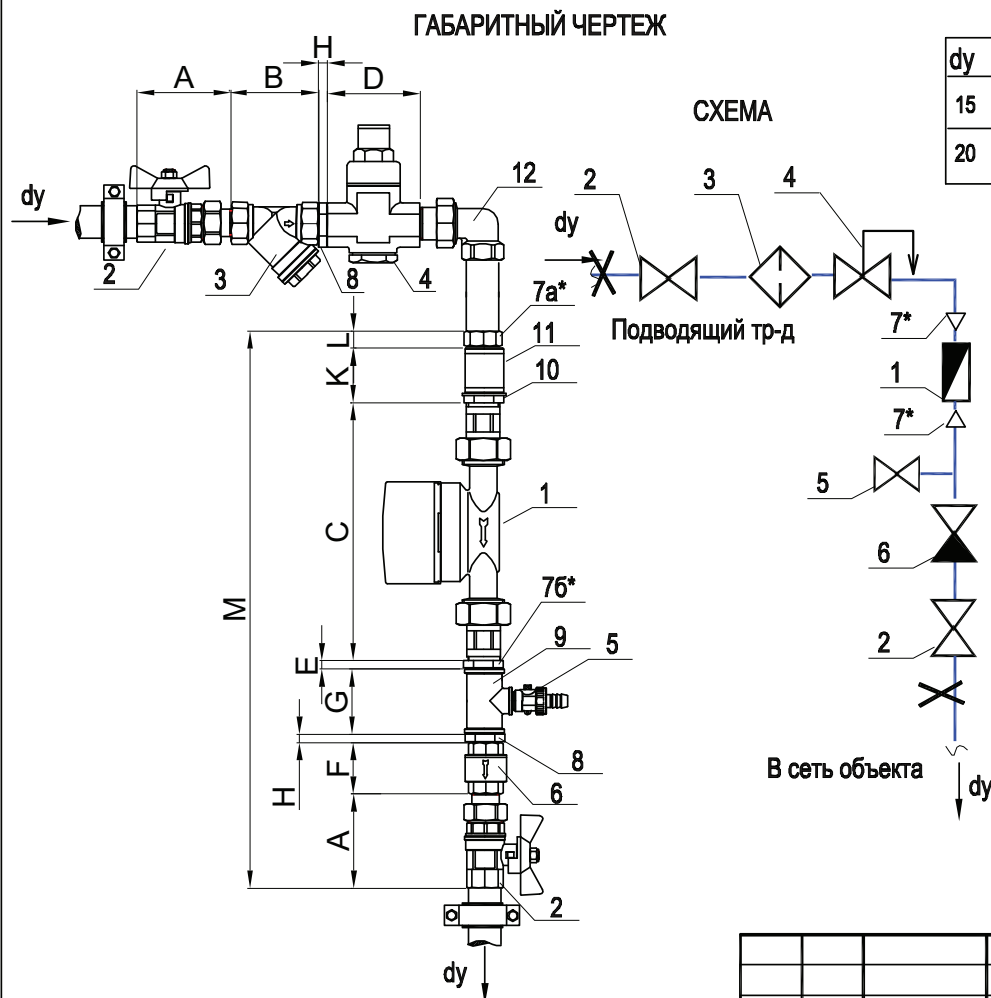 ГАБАРИТНЫЙ ЧЕРТЕЖ
H
A
B
D
dy
2
3
8
4
12
7а*
L
11
K
10
1
C
M
7б*
9
5
E
G
8
H
F
6
A
2
dy
СХЕМА
2
3
4
dy
Подводящий тр-д
7*
1
7*
5
6
2
В сеть объекта
dy
dy
15
20